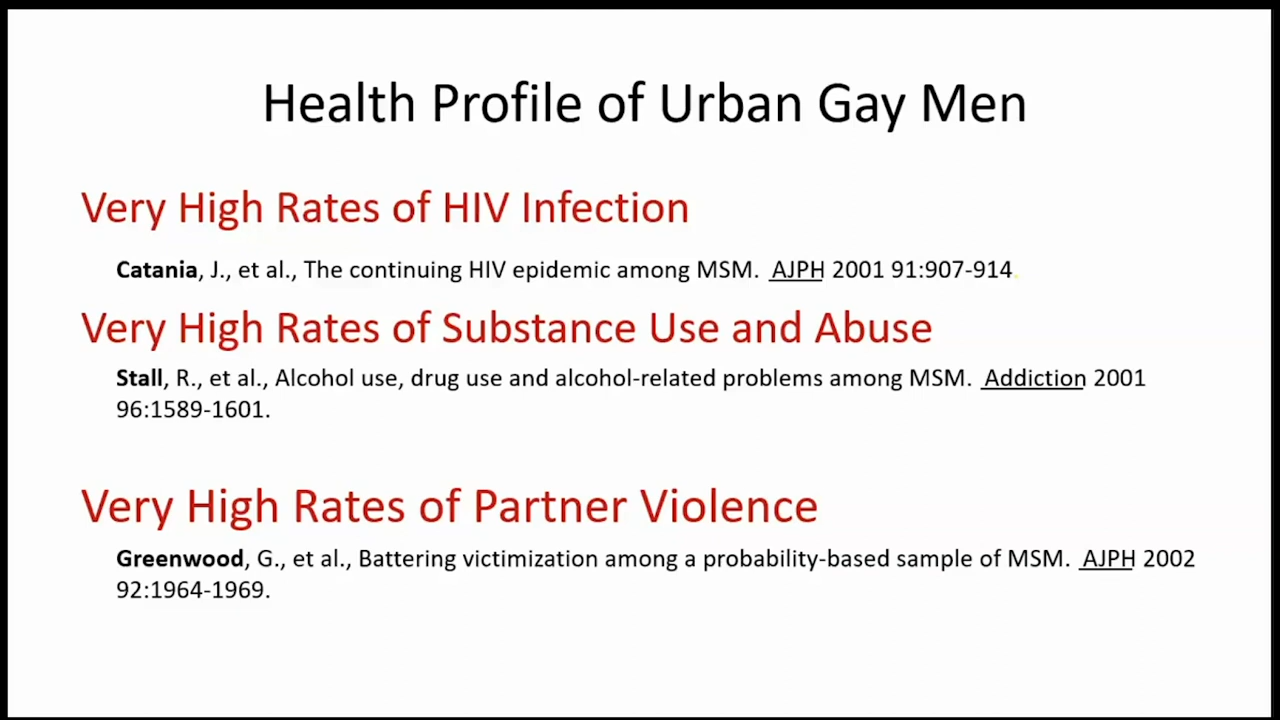 Health Profile of Urban Gay Men
Very High Rates of HIV Infection
Catania, J., et al., The continuing HIV epidemic among MSM. AJPH 2001 91:907-914.
Very High Rates of Substance Use and Abuse
Stall, R., et al., Alcohol use, drug use and alcohol-related problems among MSM. Addiction 2001
96:1589-1601.
Very High Rates of Partner Violence
Greenwood, G., et al., Battering victimization among a probability-based sample of MSM. AJPH 2002
92:1964-1969.